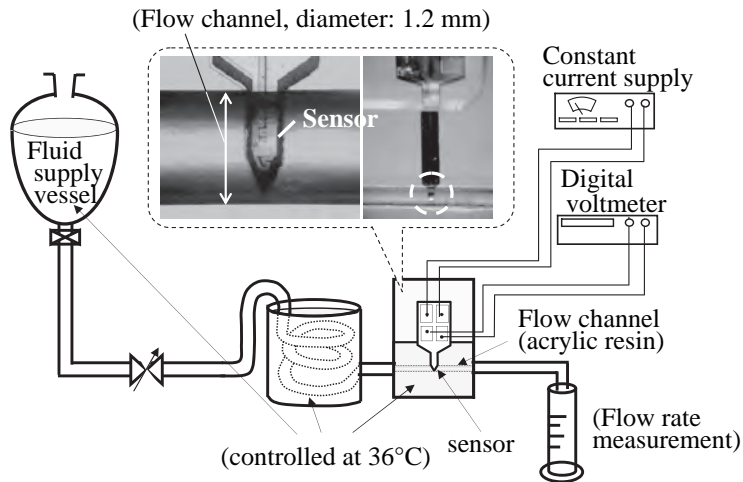 (Flow channel, diameter: 1.2 mm)
Constant
current supply
Sensor
Fluid
supply
vessel
Digital
voltmeter
Flow channel
(acrylic resin)
(Flow rate
measurement)
sensor
(controlled at 36°C)